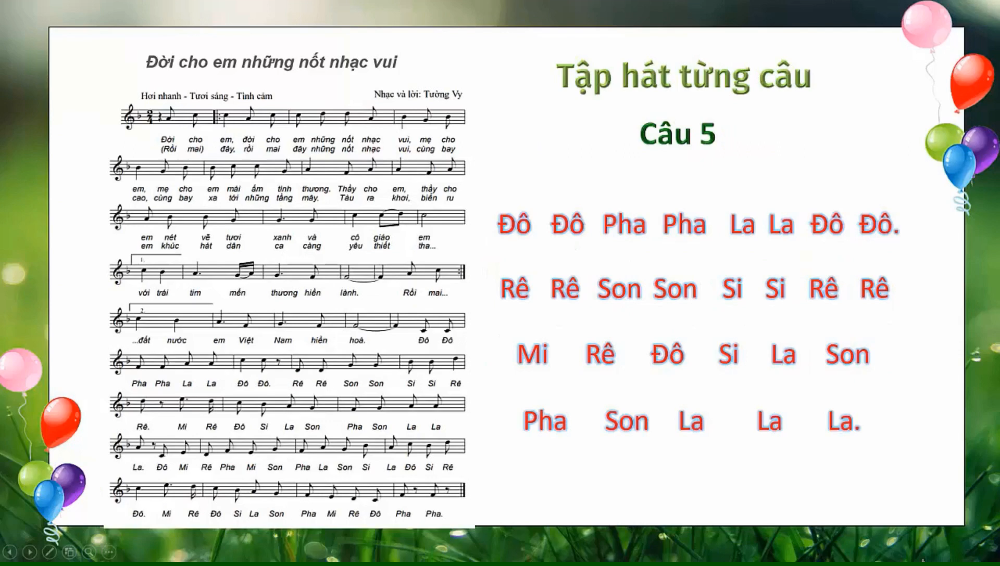 Đời cho em những nốt nhạc vui
Hơi nhanh - Tươi sáng - Tình cảm
Nhạc và lời: Tường Vy
Đời cho em, đời cho em những nốt nhạc vui, mẹ cho
(Rồi mai) đây, rồi mai đây những nốt nhạc vui, cùng bay
em, mẹ cho em mái ấm tình thương. Thầy cho em, thầy cho
cao, cùng bay xa tới những tầng mây. Tàu ra khơi, biển ru
em nét vẽ tươi xanh và cô giáo em
em khúc hát dân ca càng yêu thiết tha...
1.
với trái tim mến thương hiền lành. Rồi mai...
2.
...đất nước em Việt Nam hiền hoà. Đô Đô
Pha Pha La La Đô Đô. Rê Rê Son Son Si Si Rê
Rê. Mi Rê Đô Si La Son Pha Son La La
La. Đô Mi Rê Pha Mi Son Pha La Son Si La Đô Si Rê
Đô. Mi Rê Đô Si La Son Pha Mi Rê Đô Pha Pha.
Tập hát từng câu
Câu 5
Đô Đô Pha Pha La La Đô Đô.
Rê Rê Son Son Si Si Rê Rê
Mi Rê Đô Si La Son
Pha Son La La La.